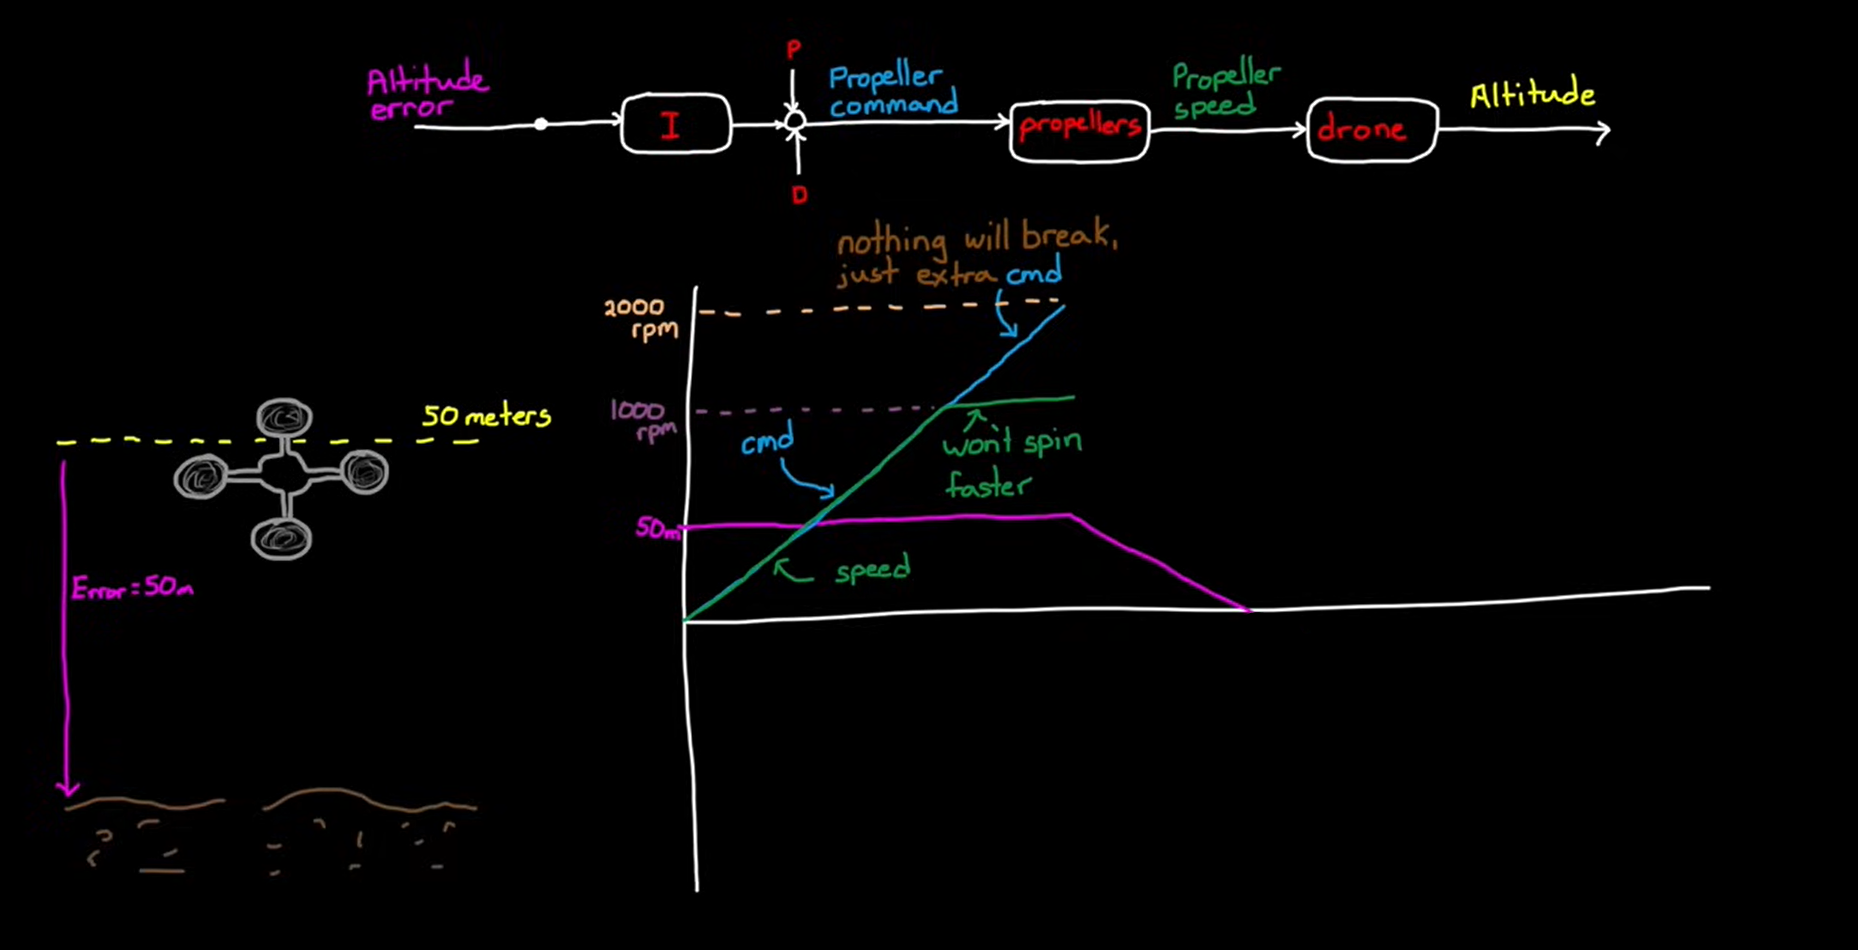 P
Altitude
error
I
Propeller
command
propellers
Propeller
speed
drone
Altitude
D
nothing will break,
just extra cmd
2000
rpm
1000
rpm
cmd
won't spin
faster
50 meters
50m
speed
Error = 50m